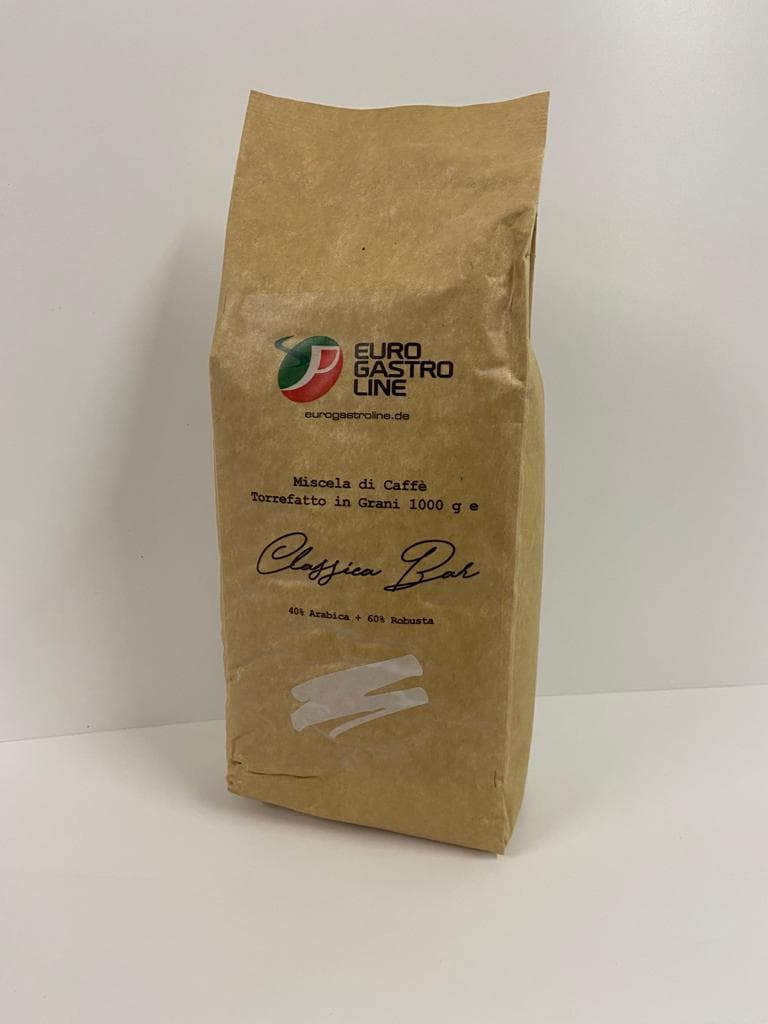 EURO
GASTRO
LINE
eurogastroline.de
Miscela di Caffè
Torrefatto in Grani 1000 g e
Classica Bar
40% Arabica + 60% Robusta